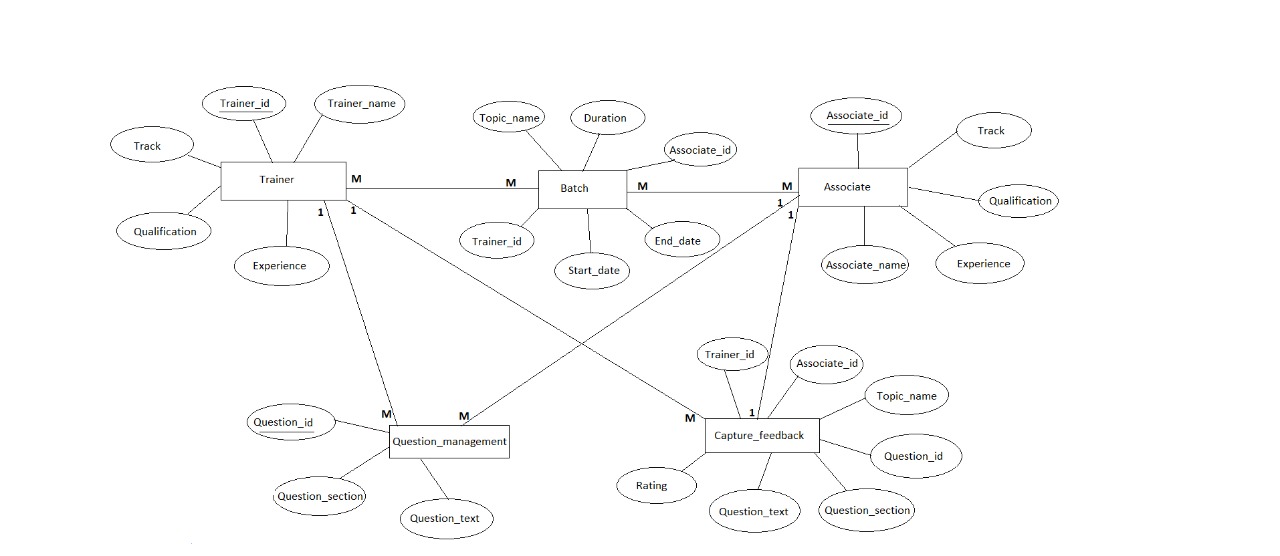 Trainer_id
Trainer_name
Track
Trainer
Qualification
Experience
Topic_name
Duration
Associate_id
Batch
Trainer_id
Start_date
End_date
Associate_id
Track
Associate
Qualification
Associate_name
Experience
M
M
M
M
1
1
1
1
M
M
M
1
Question_id
Question_management
Question_section
Question_text
Trainer_id
Associate_id
Topic_name
Capture_feedback
Question_id
Rating
Question_text
Question_section